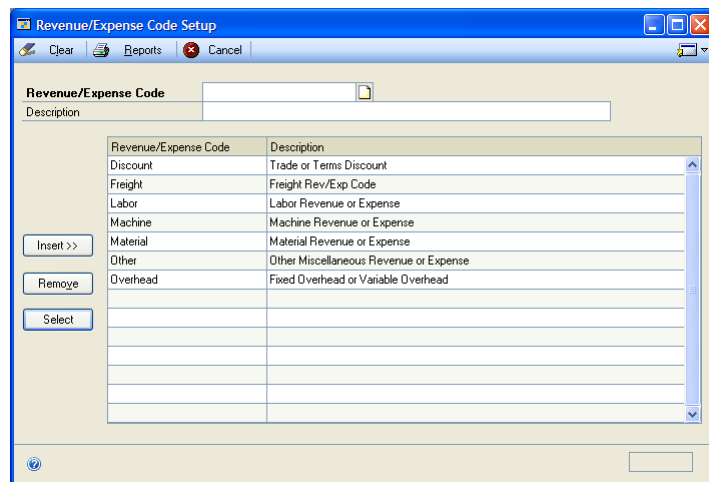 Revenue/Expense Code Setup
Clear Reports Cancel
Revenue/Expense Code
Description
Revenue/Expense Code Description
Discount Trade or Terms Discount
Freight Freight Rev/Exp Code
Labor Labor Revenue or Expense
Machine Machine Revenue or Expense
Material Material Revenue or Expense
Other Other Miscellaneous Revenue or Expense
Overhead Fixed Overhead or Variable Overhead
Insert >>
Remove
Select